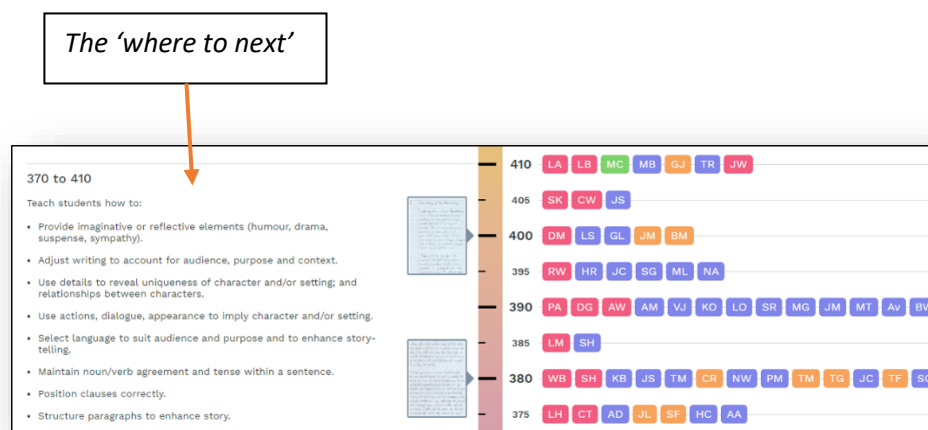 The ‘where to next’
370 to 410
Teach students how to:
• Provide imaginative or reflective elements (humour, drama,
suspense, sympathy).
• Adjust writing to account for audience, purpose and context.
• Use details to reveal uniqueness of character and/or setting; and
relationships between characters.
• Use actions, dialogue, appearance to imply character and/or setting.
• Select language to suit audience and purpose and to enhance story-
telling.
• Maintain noun/verb agreement and tense within a sentence.
• Position clauses correctly.
• Structure paragraphs to enhance story.
410 LA LB MC MB GJ TR JW
405 SK CW JS
400 DM LS GL JM BM
395 RW HR JC SG ML NA
390 PA DG AW AM VJ KO LO SR MG JM MT AV BW
385 LM SH
380 WB SH KB JS TM CR NW PM TM TG JC TF
375 LH CT AD JL SF HC AA